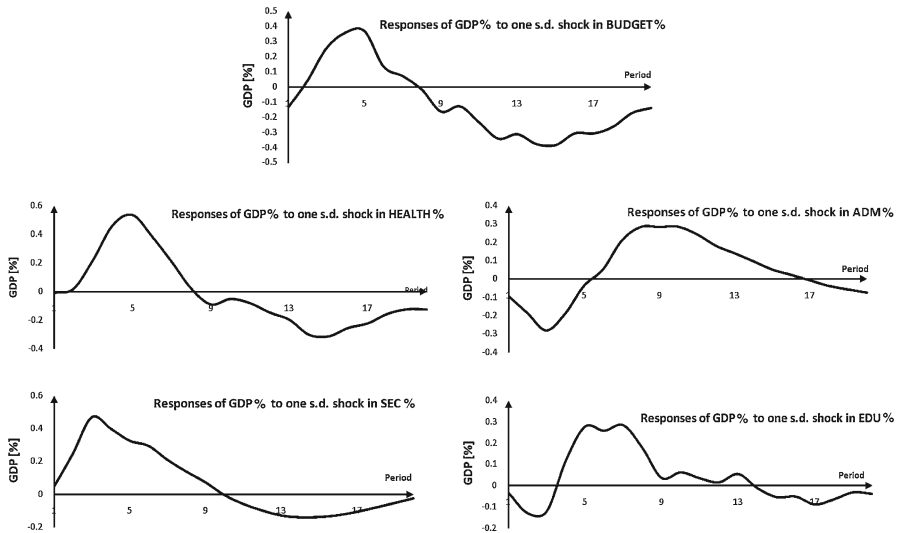 Responses of GDP% to one s.d. shock in BUDGET%
GDP [%]
0.5
0.4
0.3
0.2
0.1
0
-0.1
-0.2
-0.3
-0.4
-0.5
1 5 9 13 17
Period
Responses of GDP% to one s.d. shock in HEALTH %
GDP [%]
0.6
0.4
0.2
0
-0.2
-0.4
1 5 9 13 17
Period
Responses of GDP% to one s.d. shock in ADM%
GDP [%]
0.4
0.3
0.2
0.1
0
-0.1
-0.2
-0.3
-0.4
1 5 9 13 17
Period
Responses of GDP% to one s.d. shock in SEC %
GDP [%]
0.6
0.4
0.2
0
-0.2
1 5 9 13 17
Period
Responses of GDP% to one s.d. shock in EDU%
GDP [%]
0.4
0.3
0.2
0.1
0
-0.1
-0.2
1 5 9 13 17
Period